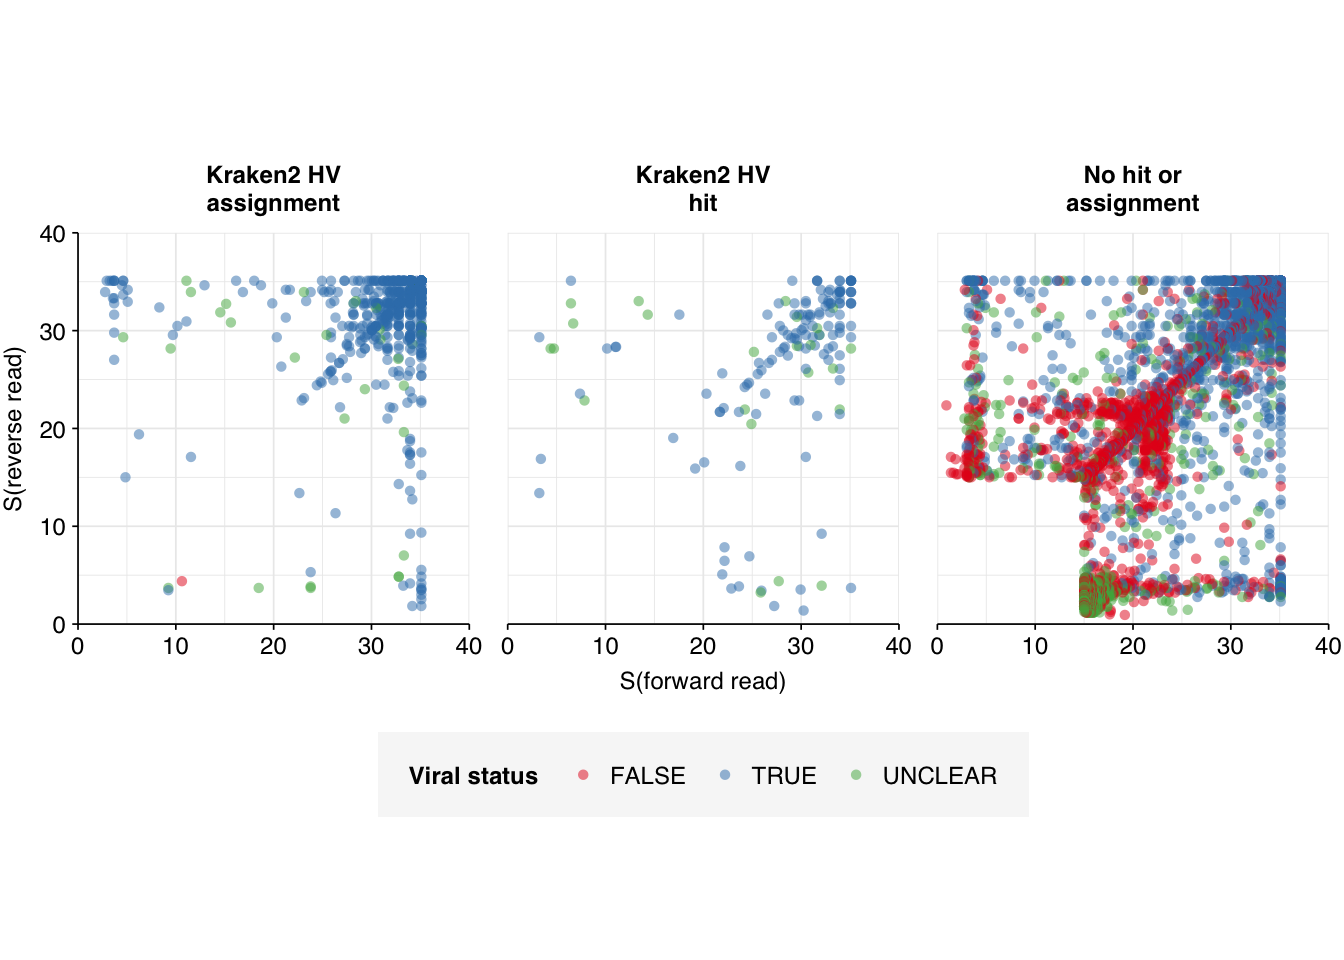 Kraken2 HV
assignment
Kraken2 HV
hit
No hit or
assignment
40
30
20
10
0
S(reverse read)
0 10 20 30 40
0 10 20 30 40
0 10 20 30 40
S(forward read)
Viral status FALSE TRUE UNCLEAR